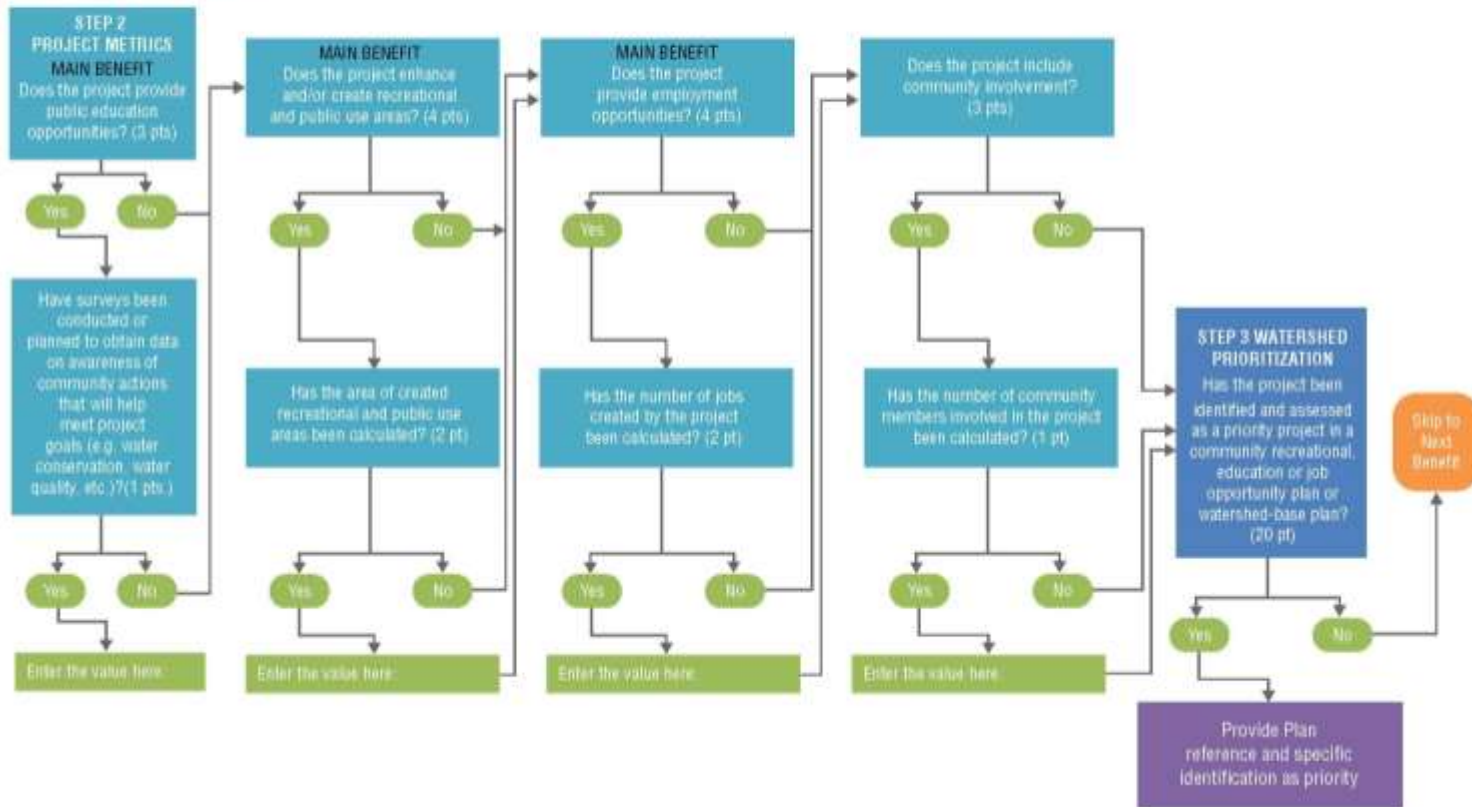 STEP 2
PROJECT METRICS
MAIN BENEFIT
Does the project provide
public education
opportunities? (3 pts)
Yes
No
Have surveys been
conducted or
planned to obtain data
on awareness of
community actions
that will help
meet project
goals (e.g. water
conservation, water
quality, etc.)?(1 pts.)
Yes
No
Enter the value here:
MAIN BENEFIT
Does the project enhance
and/or create recreational
and public use areas? (4 pts)
Yes
No
Has the area of created
recreational and public use
areas been calculated? (2 pt)
Yes
No
Enter the value here:
MAIN BENEFIT
Does the project
provide employment
opportunities? (4 pts)
Yes
No
Has the number of jobs
created by the project
been calculated? (2 pt)
Yes
No
Enter the value here:
Does the project include
community involvement?
(3 pts)
Yes
No
Has the number of community
members involved in the project
been calculated? (1 pt)
Yes
No
Enter the value here:
STEP 3 WATERSHED
PRIORITIZATION
Has the project been
identified and assessed
as a priority project in a
community recreational,
education or job
opportunity plan or
watershed-base plan?
(20 pt)
Yes
No
Skip to
Next
Benefit
Provide Plan
reference and specific
identification as priority